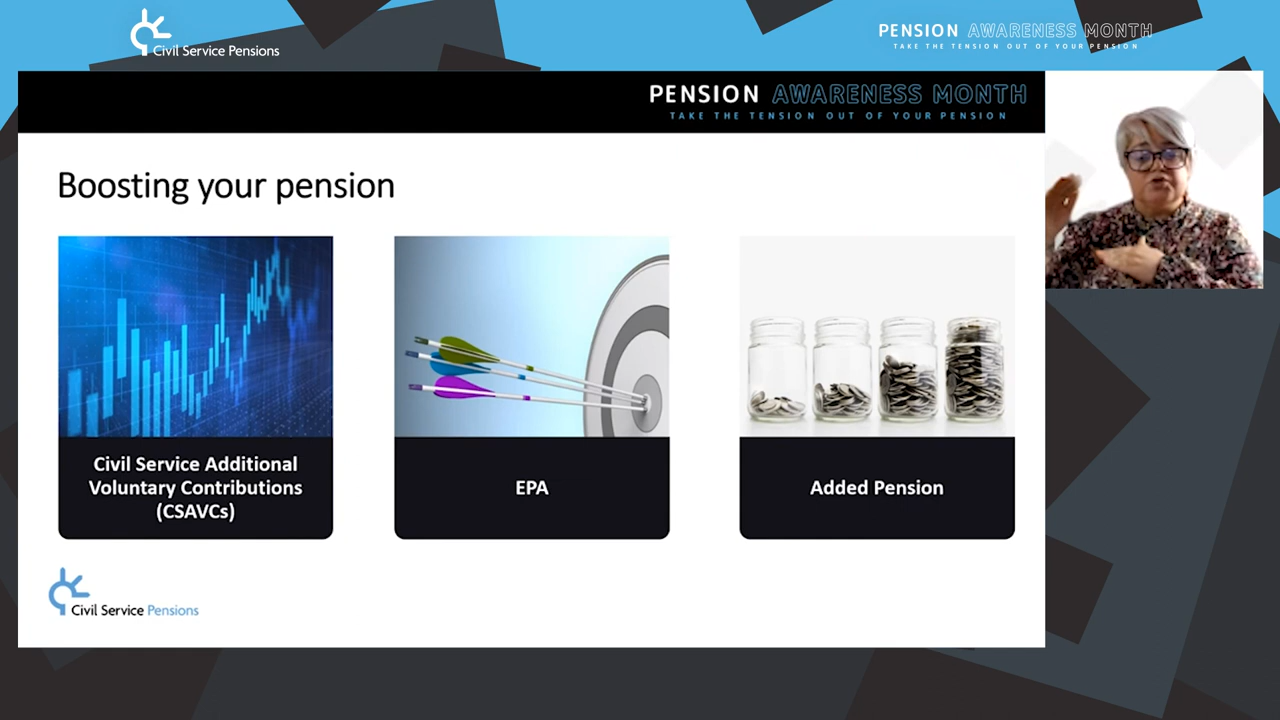 Civil Service Pensions
PENSION AWARENESS MONTH
TAKE THE TENSION OUT OF YOUR PENSION
PENSION AWARENESS MONTH
TAKE THE TENSION OUT OF YOUR PENSION
Boosting your pension
Civil Service Additional
Voluntary Contributions
(CSAVCs)
EPA
Added Pension
Civil Service Pensions